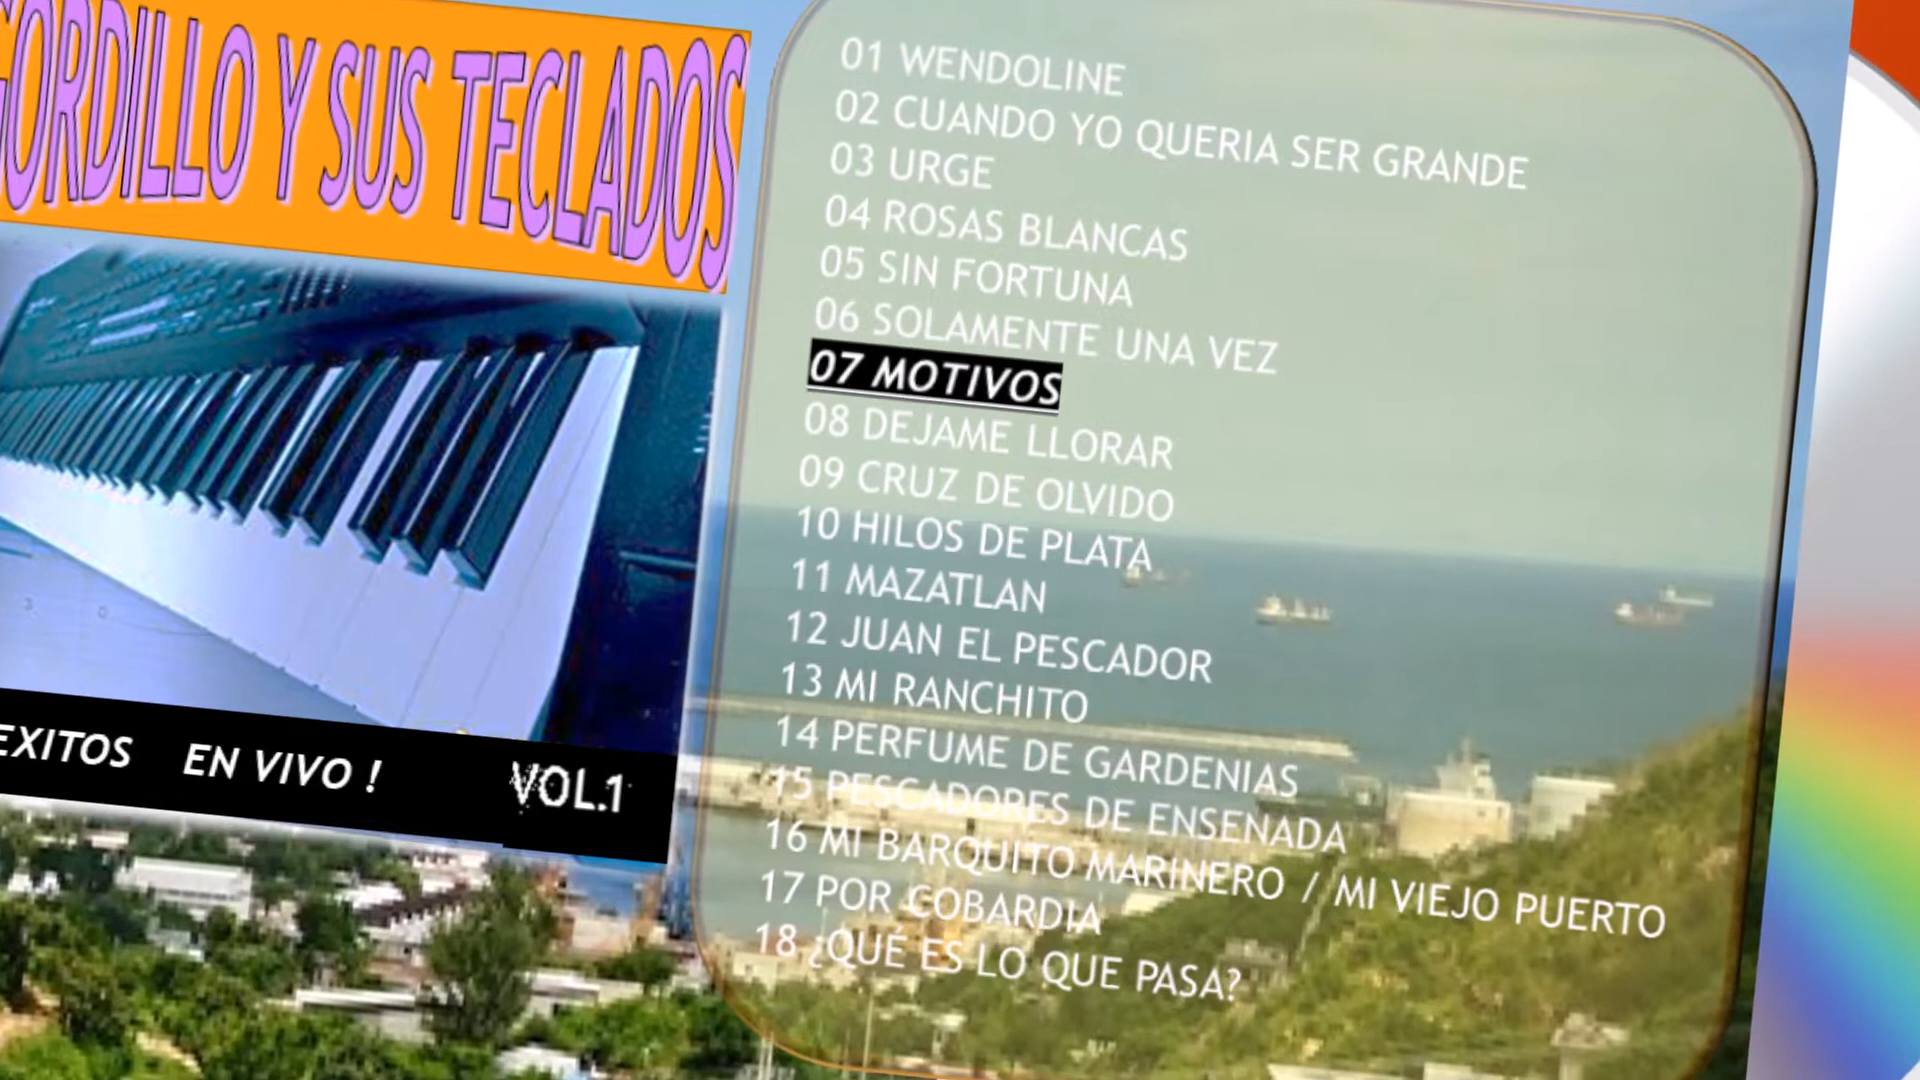 GORDILLO Y SUS TECLADOS
EXITOS EN VIVO !
VOL.1
01 WENDOLINE
02 CUANDO YO QUERIA SER GRANDE
03 URGE
04 ROSAS BLANCAS
05 SIN FORTUNA
06 SOLAMENTE UNA VEZ
07 MOTIVOS
08 DEJAME LLORAR
09 CRUZ DE OLVIDO
10 HILOS DE PLATA
11 MAZATLAN
12 JUAN EL PESCADOR
13 MI RANCHITO
14 PERFUME DE GARDENIAS
15 PESCADORES DE ENSENADA
16 MI BARQUITO MARINERO / MI VIEJO PUERTO
17 POR COBARDIA
18 ¿QUÉ ES LO QUE PASA?